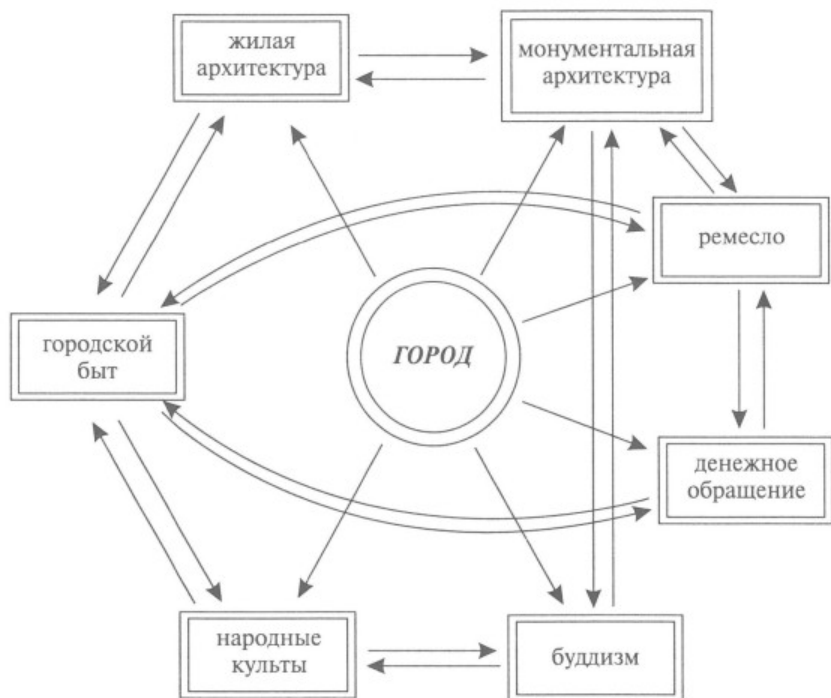 жилая
архитектура
монументальная
архитектура
ремесло
городской
быт
ГОРОД
денежное
обращение
народные
культы
буддизм